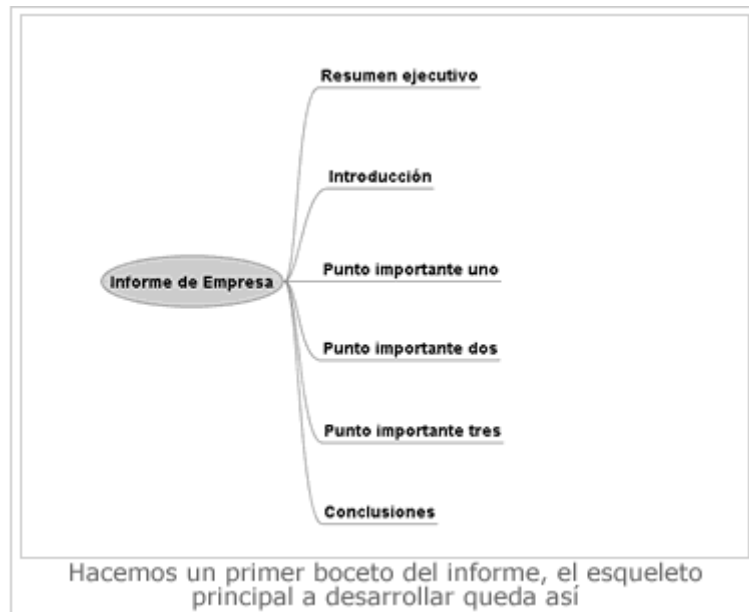 Resumen ejecutivo
Introducción
Informe de Empresa
Punto importante uno
Punto importante dos
Punto importante tres
Conclusiones
Hacemos un primer boceto del informe, el esqueleto
principal a desarrollar queda así